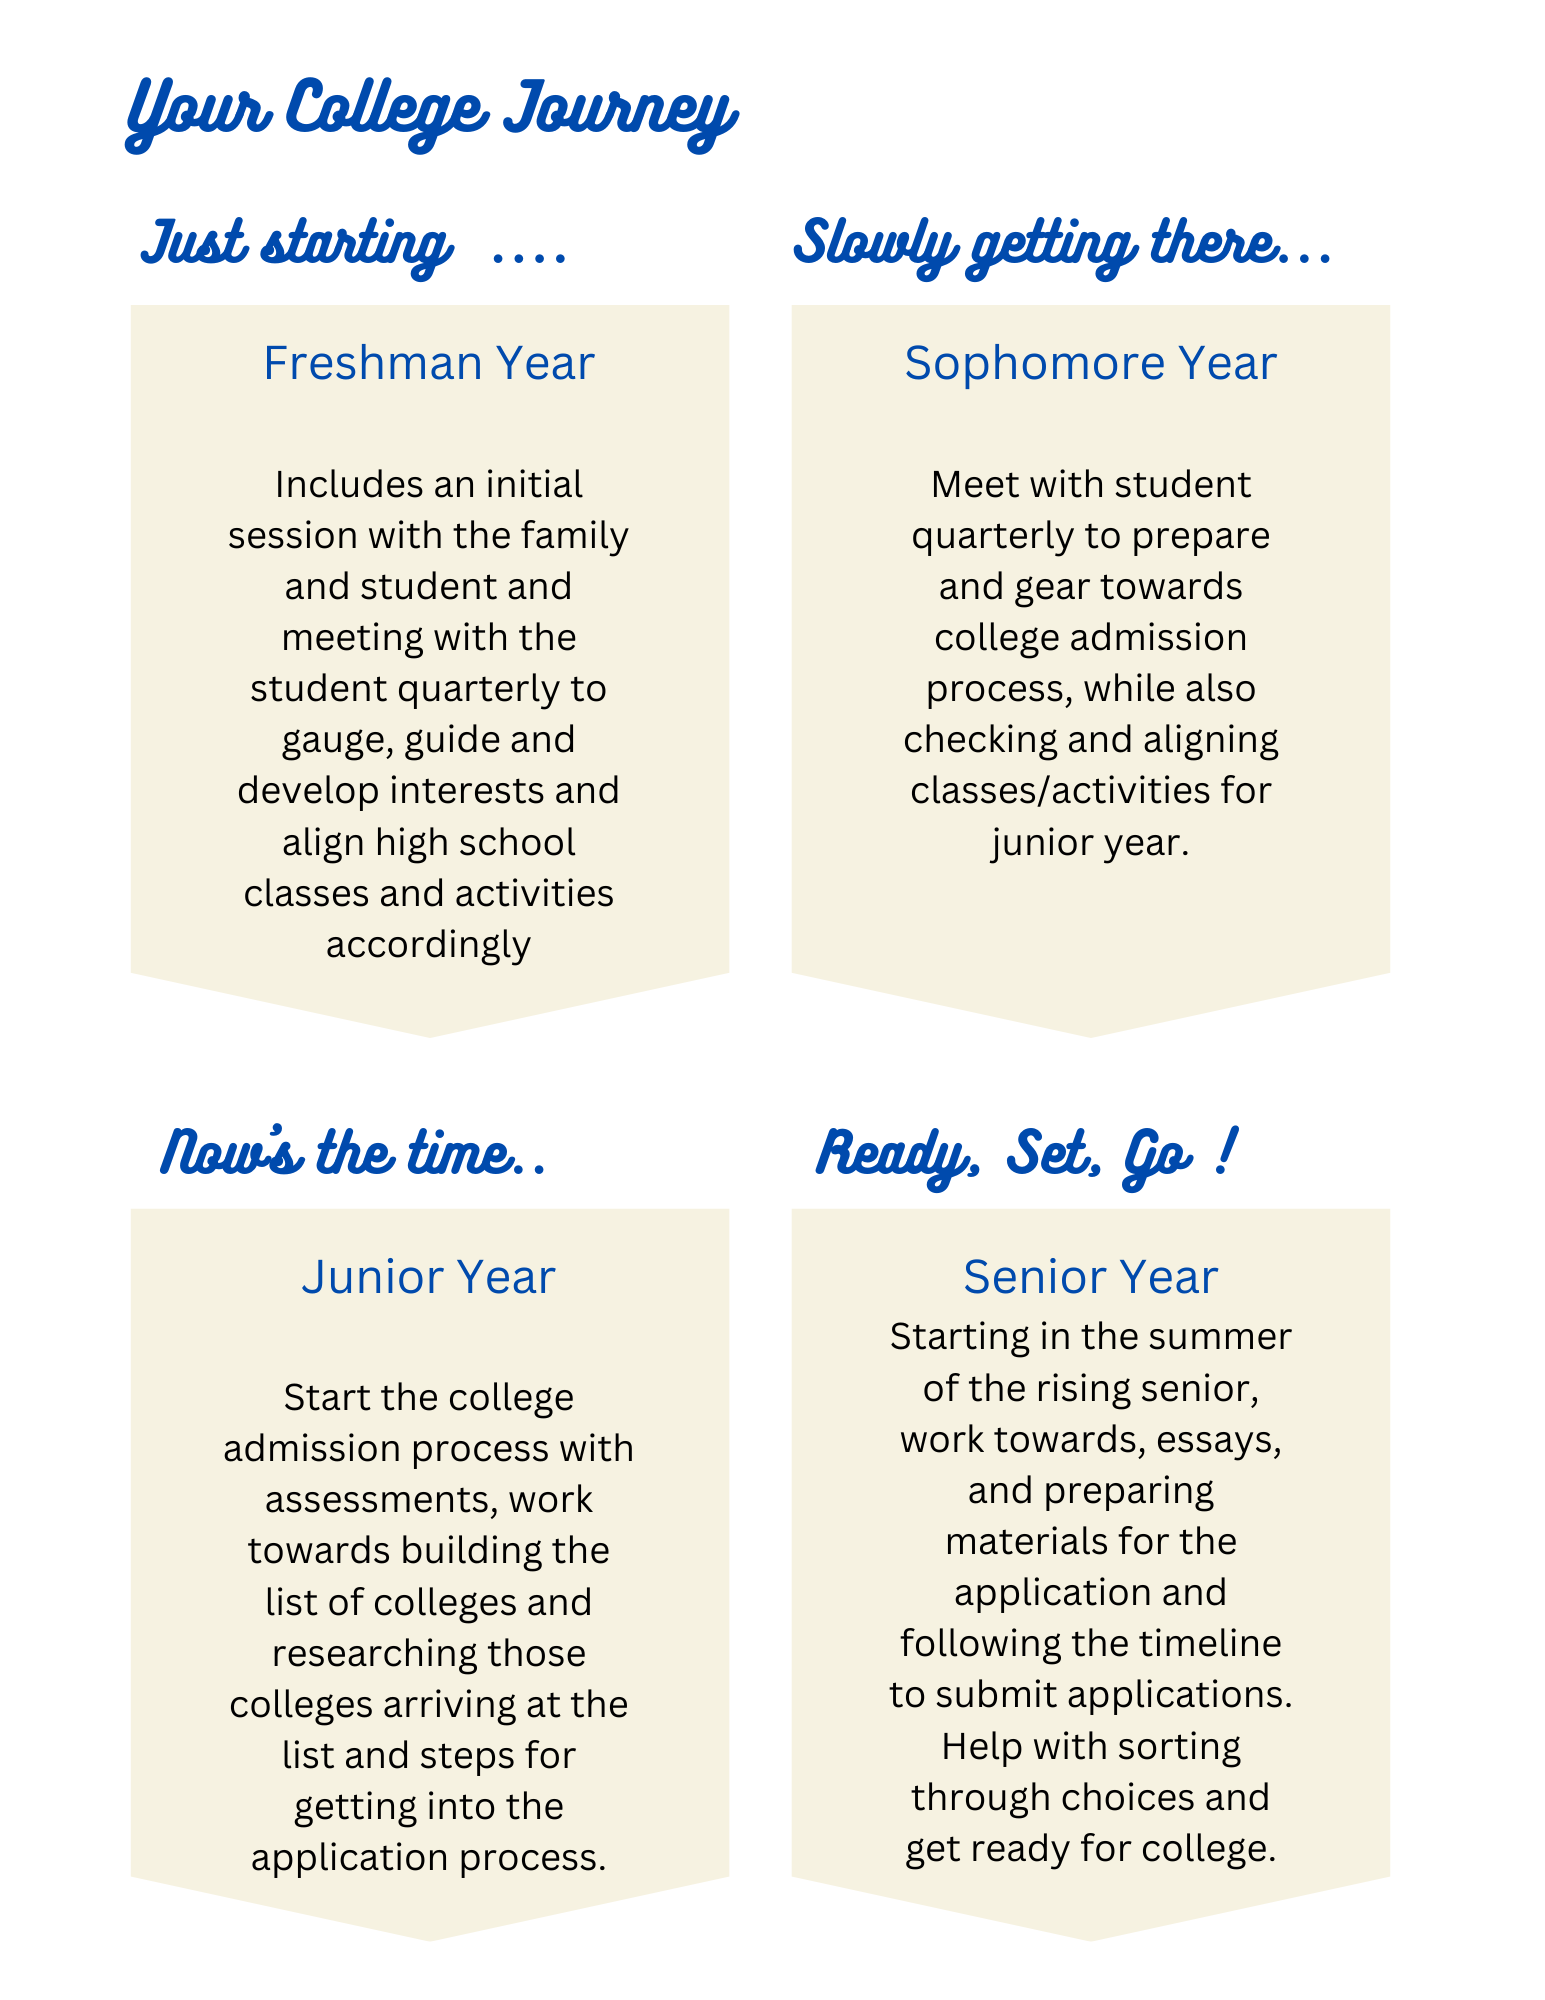 Your College Journey
Just starting ....
Freshman Year
Includes an initial
session with the family
and student and
meeting with the
student quarterly to
gauge, guide and
develop interests and
align high school
classes and activities
accordingly
Slowly getting there...
Sophomore Year
Meet with student
quarterly to prepare
and gear towards
college admission
process, while also
checking and aligning
classes/activities for
junior year.
Now's the time..
Junior Year
Start the college
admission process with
assessments, work
towards building the
list of colleges and
researching those
colleges arriving at the
list and steps for
getting into the
application process.
Ready, Set, Go !
Senior Year
Starting in the summer
of the rising senior,
work towards, essays,
and preparing
materials for the
application and
following the timeline
to submit applications.
Help with sorting
through choices and
get ready for college.